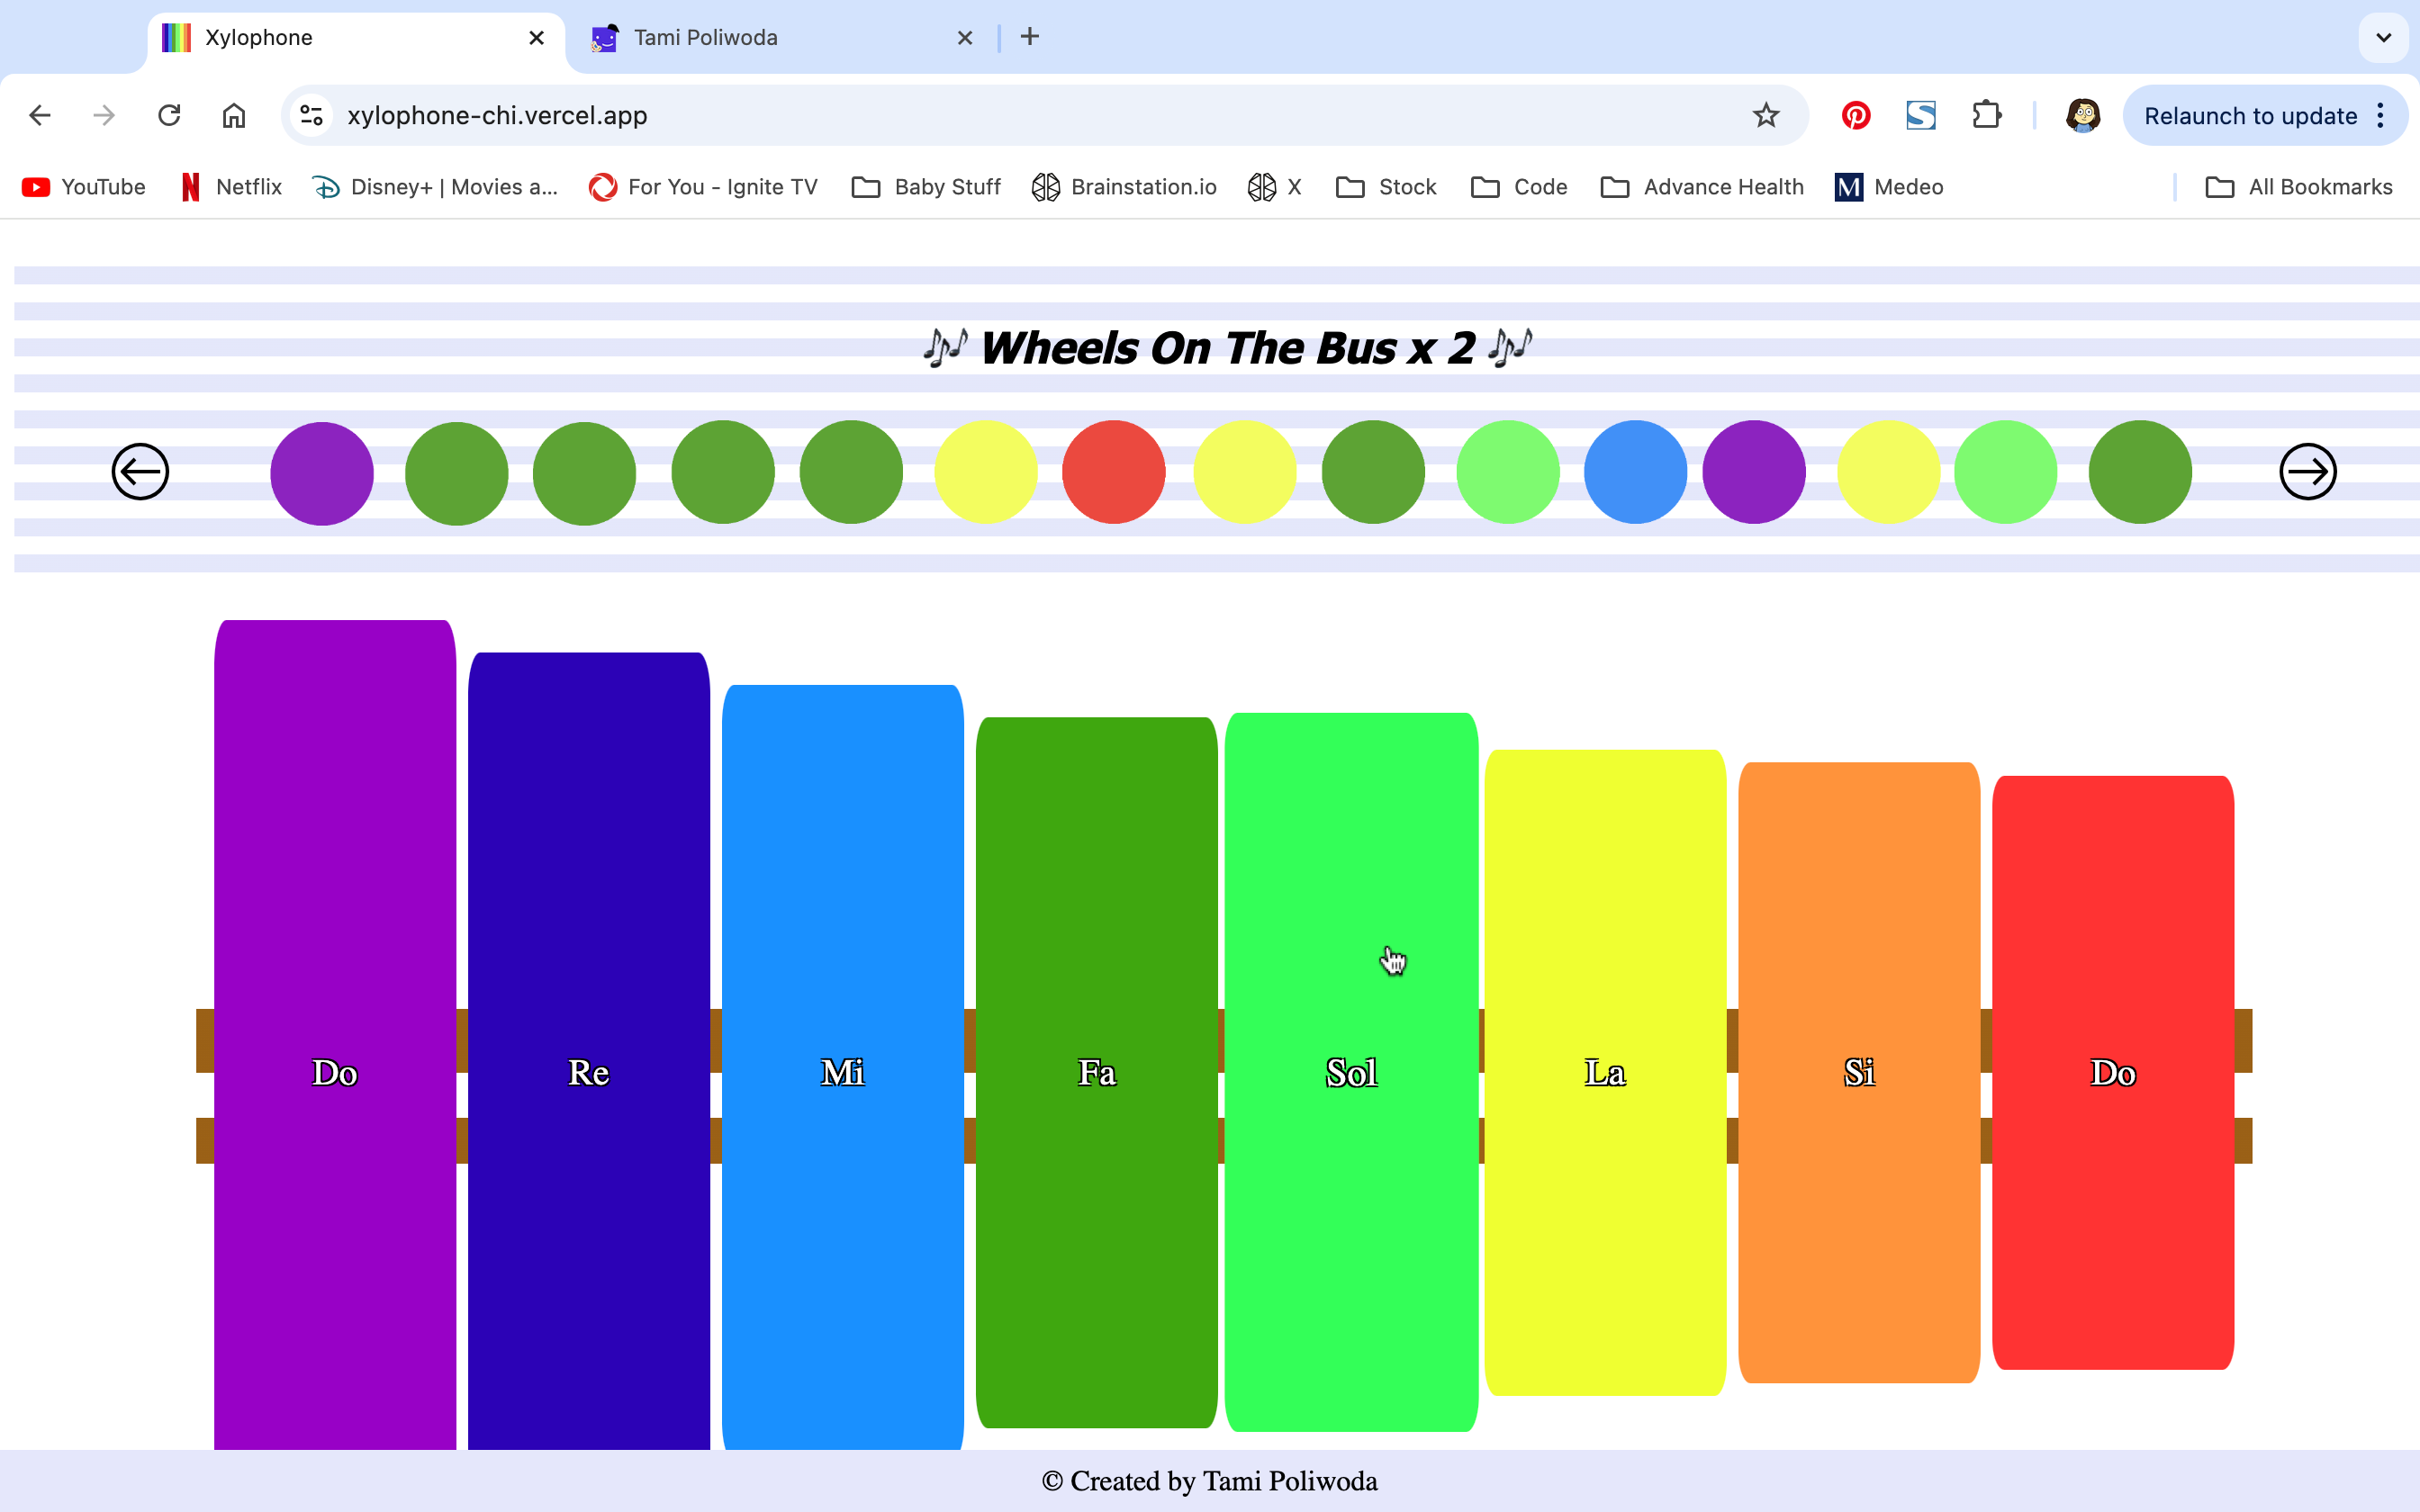 Xylophone
Tami Poliwoda
xylophone-chi.vercel.app
Relaunch to update
YouTube Netflix Disney+ | Movies a... For You - Ignite TV Baby Stuff Brainstation.io X Stock Code Advance Health M Medeo All Bookmarks
🎶 Wheels On The Bus x 2 🎶
Do Re Mi Fa Sol La Si Do
© Created by Tami Poliwoda